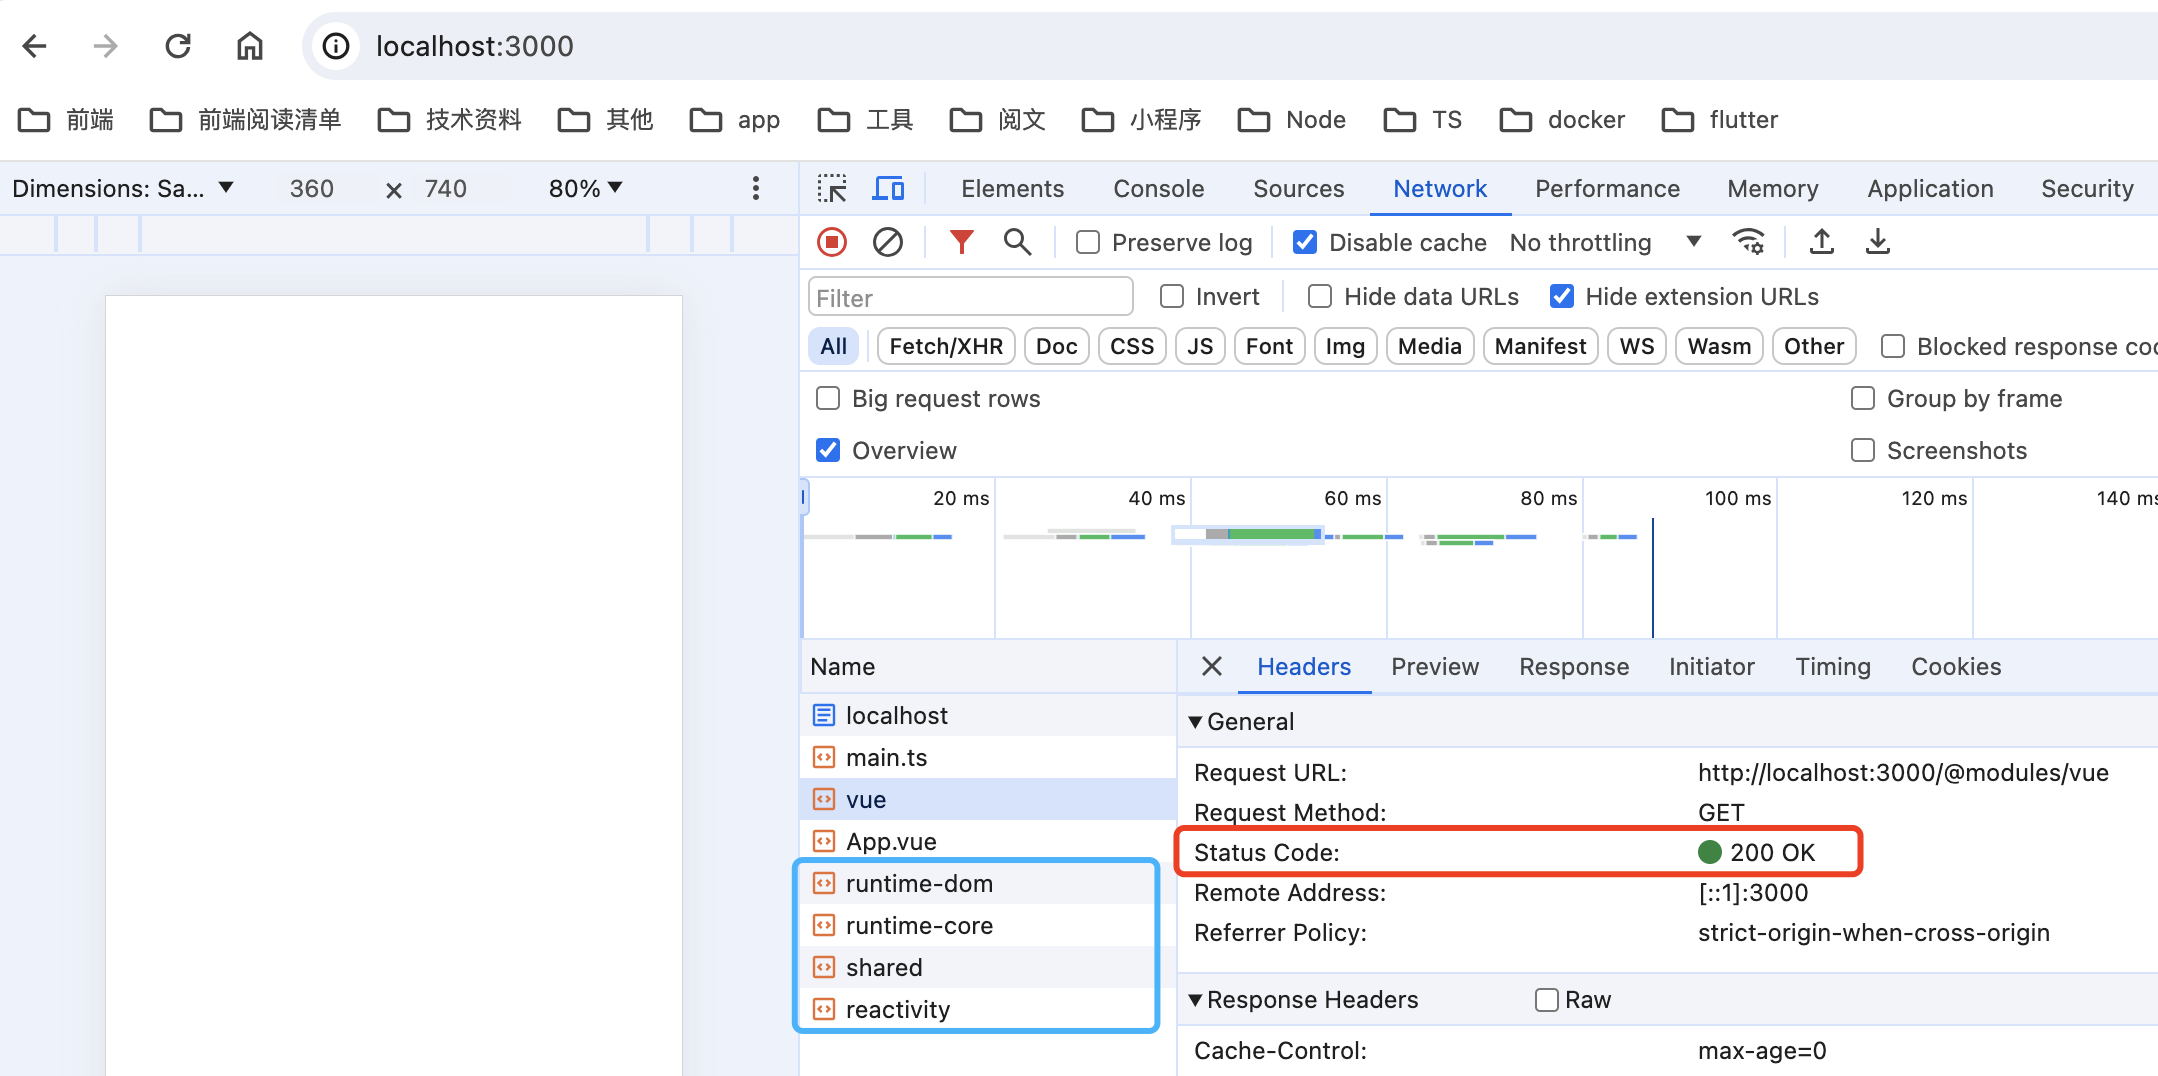 localhost:3000
前端 前端阅读清单 技术资料 其他 app 工具 阅文 小程序 Node TS docker flutter
Dimensions: Sa... 360 × 740 80%
Elements Console Sources Network Performance Memory Application Security
Preserve log Disable cache No throttling
Filter Invert Hide data URLs Hide extension URLs
All Fetch/XHR Doc CSS JS Font Img Media Manifest WS Wasm Other Blocked response coo
Big request rows Group by frame
Overview Screenshots
20 ms 40 ms 60 ms 80 ms 100 ms 120 ms 140 ms
Name
localhost
main.ts
vue
App.vue
runtime-dom
runtime-core
shared
reactivity
Headers Preview Response Initiator Timing Cookies
General
Request URL: http://localhost:3000/@modules/vue
Request Method: GET
Status Code: 200 OK
Remote Address: [::1]:3000
Referrer Policy: strict-origin-when-cross-origin
Response Headers Raw
Cache-Control: max-age=0